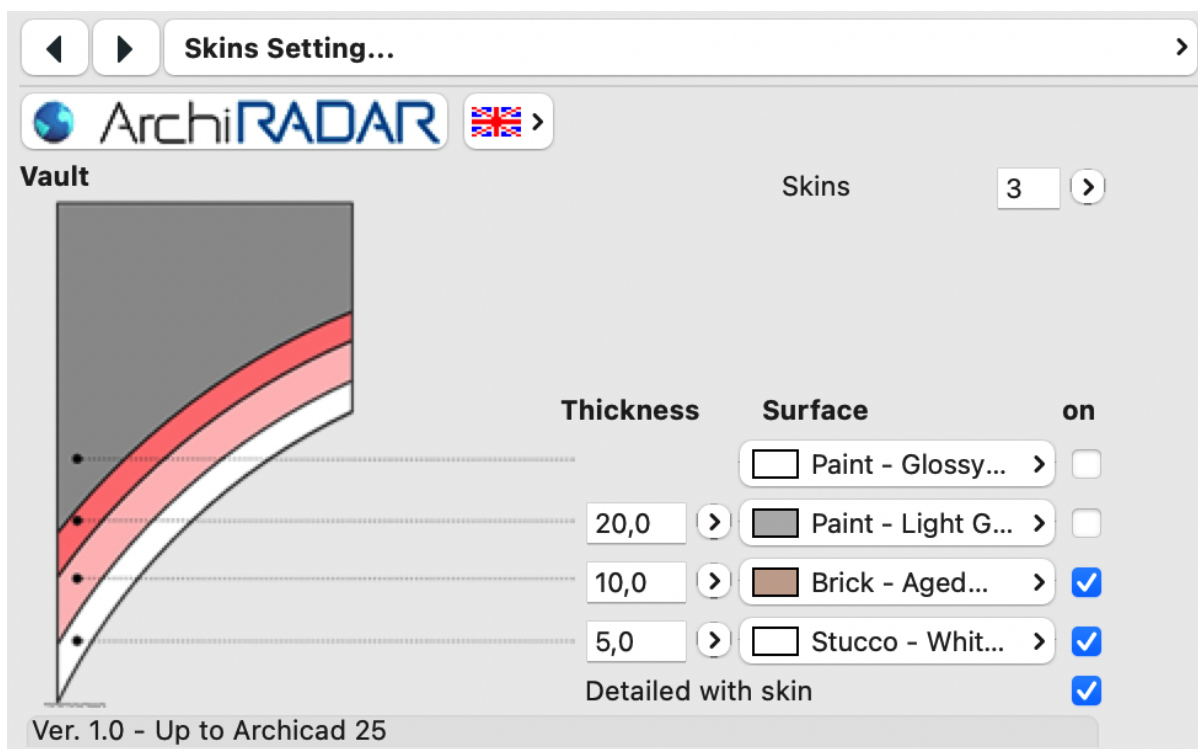 Skins Setting...
ArchiRADAR
Vault
Skins 3
Thickness Surface on
Paint - Glossy...
20,0 Paint - Light G...
10,0 Brick - Aged...
5,0 Stucco - Whit...
Detailed with skin
Ver. 1.0 - Up to Archicad 25